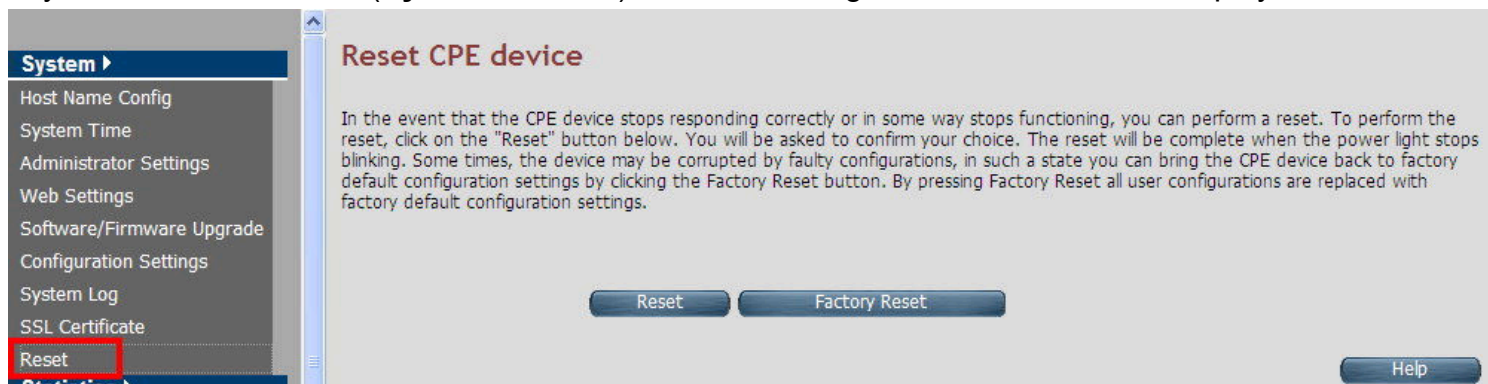 System
Host Name Config
System Time
Administrator Settings
Web Settings
Software/Firmware Upgrade
Configuration Settings
System Log
SSL Certificate
Reset
Reset CPE device
In the event that the CPE device stops responding correctly or in some way stops functioning, you can perform a reset. To perform the
reset, click on the "Reset" button below. You will be asked to confirm your choice. The reset will be complete when the power light stops
blinking. Some times, the device may be corrupted by faulty configurations, in such a state you can bring the CPE device back to factory
default configuration settings by clicking the Factory Reset button. By pressing Factory Reset all user configurations are replaced with
factory default configuration settings.
Reset Factory Reset
Help